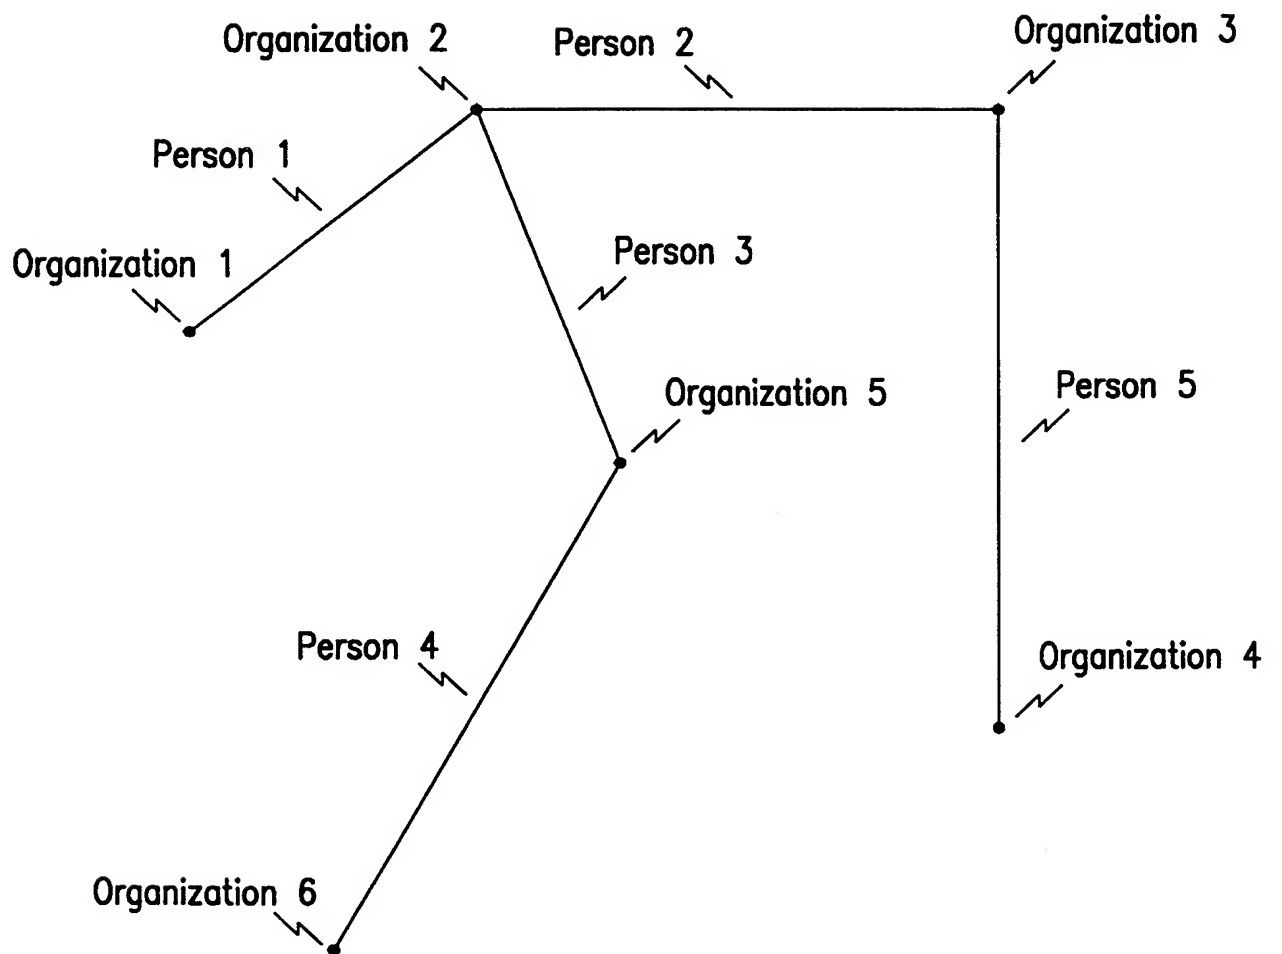 Organization 2
Person 2
Organization 3
Person 1
Organization 1
Person 3
Organization 5
Person 5
Person 4
Organization 4
Organization 6